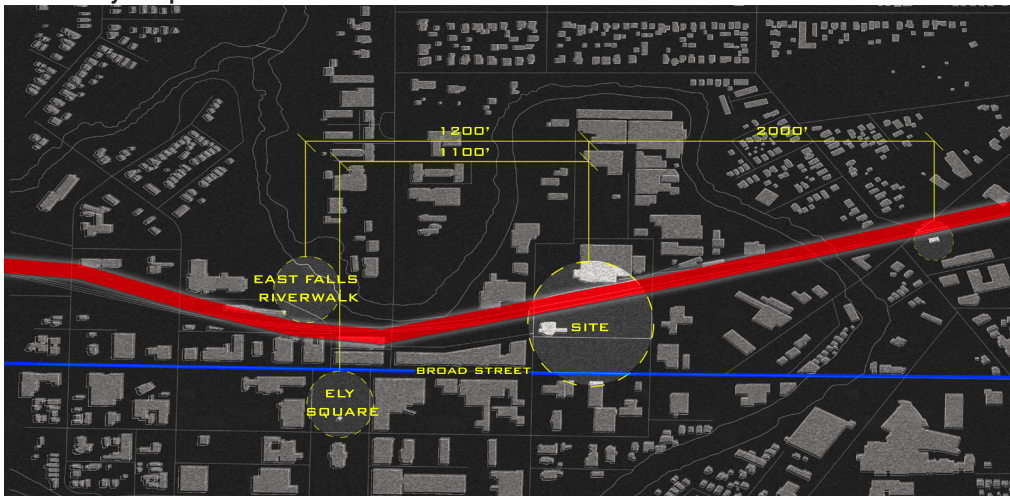 1200'
2000'
1100'
EAST FALLS
RIVERWALK
SITE
BROAD STREET
ELY
SQUARE